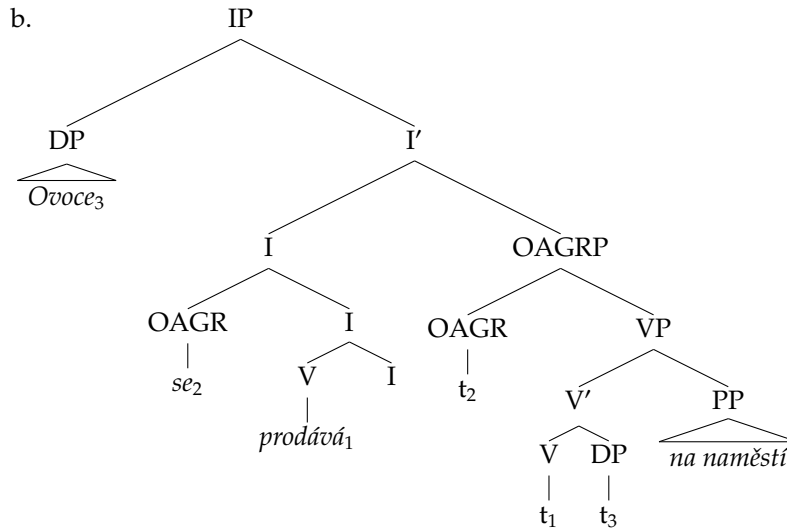 b.
IP
DP I′
Ovoce₃
I OAGRP
OAGR I OAGR VP
se₂ V I t₂ V′ PP
prodává₁ V DP na naměstí
t₁ t₃